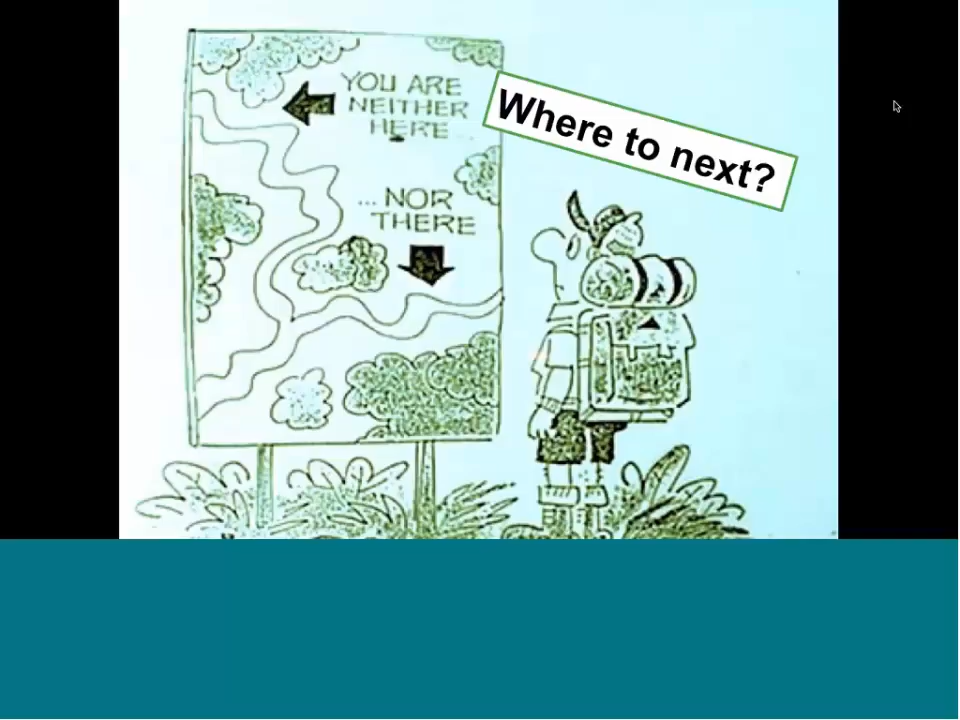 YOU ARE
NEITHER
HERE
... NOR
THERE
Where to next?